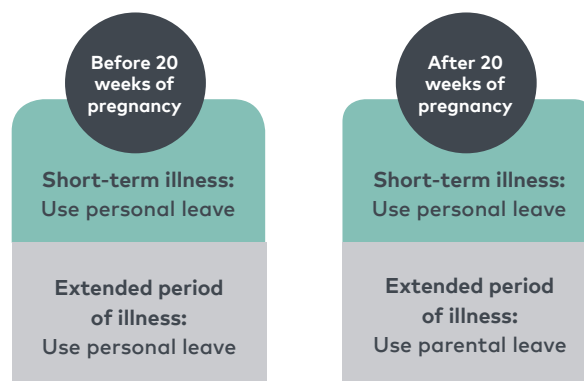 Before 20
weeks of
pregnancy
Short-term illness:
Use personal leave
Extended period
of illness:
Use personal leave
After 20
weeks of
pregnancy
Short-term illness:
Use personal leave
Extended period
of illness:
Use parental leave